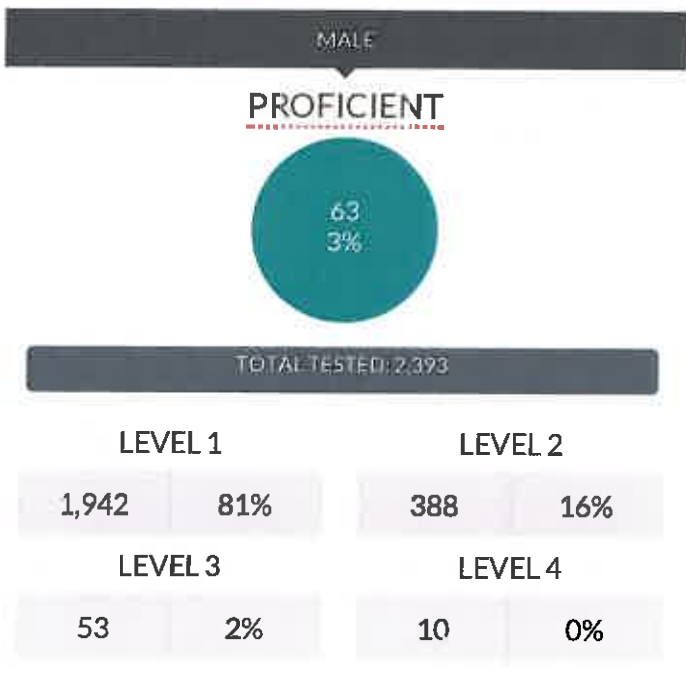 MALE
PROFICIENT
63
3%
TOTAL TESTED: 2,393
LEVEL 1
LEVEL 2
1,942 81%
388 16%
LEVEL 3
LEVEL 4
53 2%
10 0%